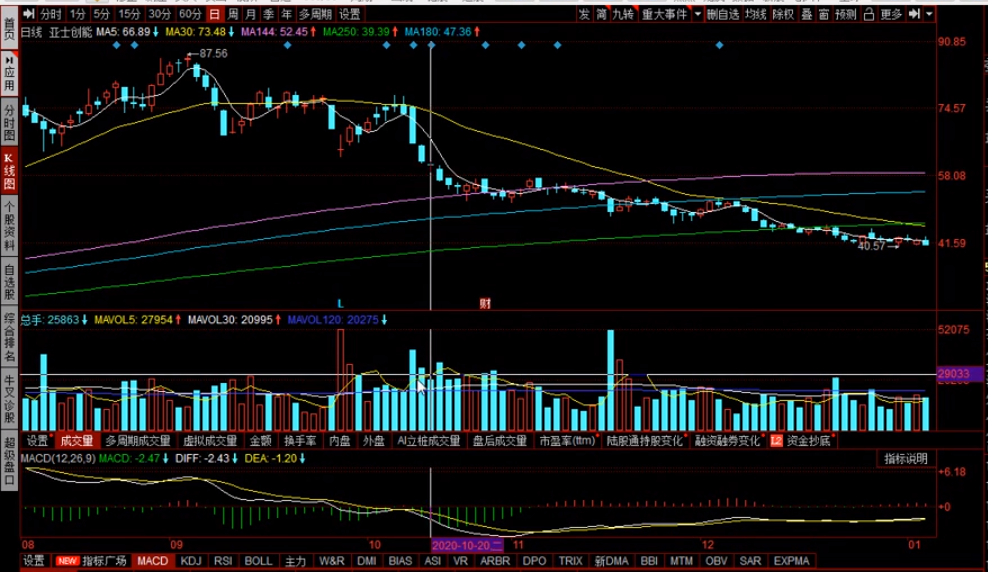 分时 1分 5分 15分 30分 60分 日 周 月 季 年 多周期 设置 发 简 九转 重大事件 删自选 均线 除权 叠 窗 预测 更多
日线 亚士创能 MA5: 66.89 MA30: 73.48 MA144: 52.45 MA250: 39.39 MA180: 47.36
首页
应用
分时图
K线图
个股资料
自选股
综合排名
牛叉诊股
超级盘口
90.85
87.56
74.57
58.08
41.59
40.57
L 财
总手: 25863 MAVOL5: 27954 MAVOL30: 20995 MAVOL120: 20275
52075
29033
设置 成交量 多周期成交量 虚拟成交量 金额 换手率 内盘 外盘 AI立桩成交量 盘后成交量 市盈率(ttm) 陆股通持股变化 融资融券变化 L2 资金抄底
MACD(12,26,9) MACD: -2.47 DIFF: -2.43 DEA: -1.20 指标说明
+6.18
+0
08 09 10 2020-10-20二 11 12 01
设置 NEW 指标广场 MACD KDJ RSI BOLL 主力 W&R DMI BIAS ASI VR ARBR DPO TRIX 新DMA BBI MTM OBV SAR EXPMA